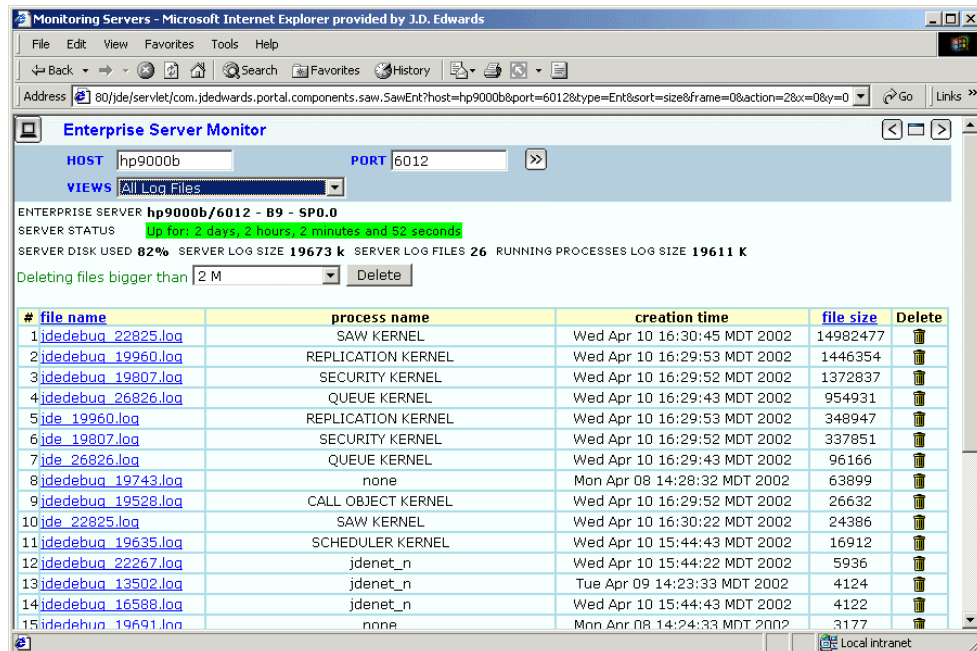 Monitoring Servers - Microsoft Internet Explorer provided by J.D. Edwards
File Edit View Favorites Tools Help
Back Search Favorites History
Address 80/jde/servlet/com.jdedwards.portal.components.saw.SawEnt?host=hp9000b&port=6012&type=Ent&sort=size&frame=0&action=2&x=0&y=0 Go Links »
Enterprise Server Monitor
HOST hp9000b PORT 6012
VIEWS All Log Files
ENTERPRISE SERVER hp9000b/6012 - B9 - SP0.0
SERVER STATUS Up for: 2 days, 2 hours, 2 minutes and 52 seconds
SERVER DISK USED 82% SERVER LOG SIZE 19673 k SERVER LOG FILES 26 RUNNING PROCESSES LOG SIZE 19611 K
Deleting files bigger than 2 M Delete
# file name process name creation time file size Delete
1 jdedebug_22825.log SAW KERNEL Wed Apr 10 16:30:45 MDT 2002 14982477
2 jdedebug_19960.log REPLICATION KERNEL Wed Apr 10 16:29:53 MDT 2002 1446354
3 jdedebug_19807.log SECURITY KERNEL Wed Apr 10 16:29:52 MDT 2002 1372837
4 jdedebug_26826.log QUEUE KERNEL Wed Apr 10 16:29:43 MDT 2002 954931
5 jde_19960.log REPLICATION KERNEL Wed Apr 10 16:29:53 MDT 2002 348947
6 jde_19807.log SECURITY KERNEL Wed Apr 10 16:29:52 MDT 2002 337851
7 jde_26826.log QUEUE KERNEL Wed Apr 10 16:29:43 MDT 2002 96166
8 jdedebug_19743.log none Mon Apr 08 14:28:32 MDT 2002 63899
9 jdedebug_19528.log CALL OBJECT KERNEL Wed Apr 10 16:29:52 MDT 2002 26632
10 jde_22825.log SAW KERNEL Wed Apr 10 16:30:22 MDT 2002 24386
11 jdedebug_19635.log SCHEDULER KERNEL Wed Apr 10 15:44:43 MDT 2002 16912
12 jdedebug_22267.log jdenet_n Wed Apr 10 15:44:22 MDT 2002 5936
13 jdedebug_13502.log jdenet_n Tue Apr 09 14:23:33 MDT 2002 4124
14 jdedebug_16588.log jdenet_n Wed Apr 10 15:44:43 MDT 2002 4122
15 jdedebug_19691.log none Mon Apr 08 14:24:33 MDT 2002 3177
Local intranet